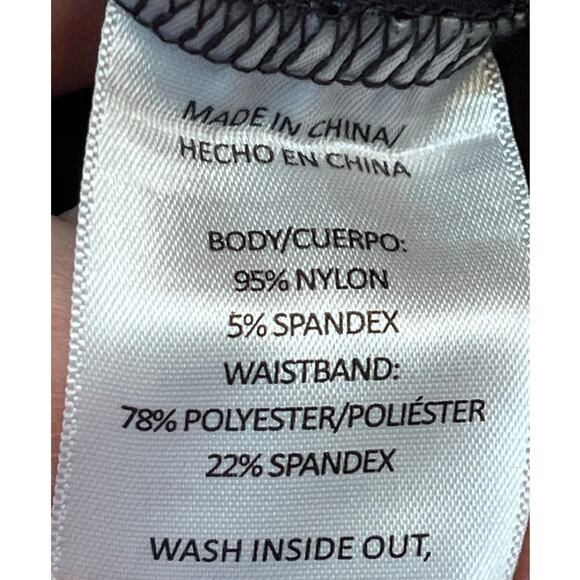 MADE IN CHINA/
HECHO EN CHINA
BODY/CUERPO:
95% NYLON
5% SPANDEX
WAISTBAND:
78% POLYESTER/POLIÉSTER
22% SPANDEX
WASH INSIDE OUT,